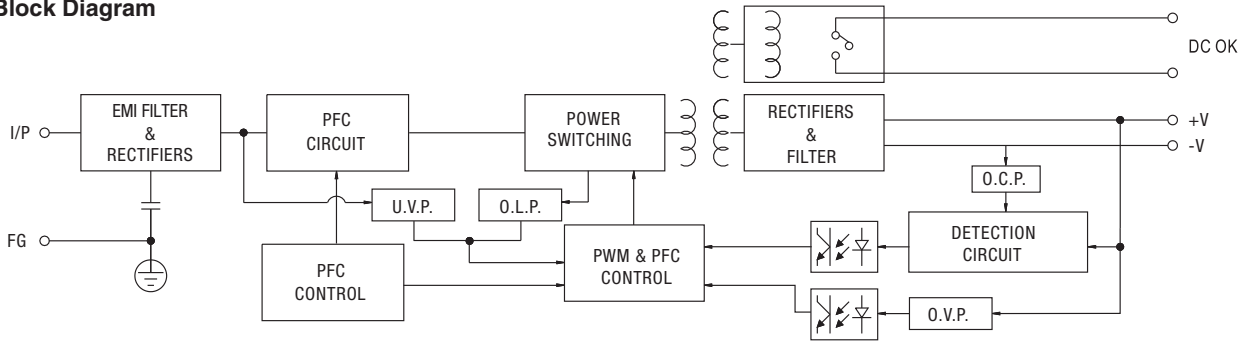 Block Diagram
DC OK
I/P
EMI FILTER
&
RECTIFIERS
PFC
CIRCUIT
POWER
SWITCHING
RECTIFIERS
&
FILTER
+V
-V
O.C.P.
U.V.P.
O.L.P.
FG
PFC
CONTROL
PWM & PFC
CONTROL
DETECTION
CIRCUIT
O.V.P.